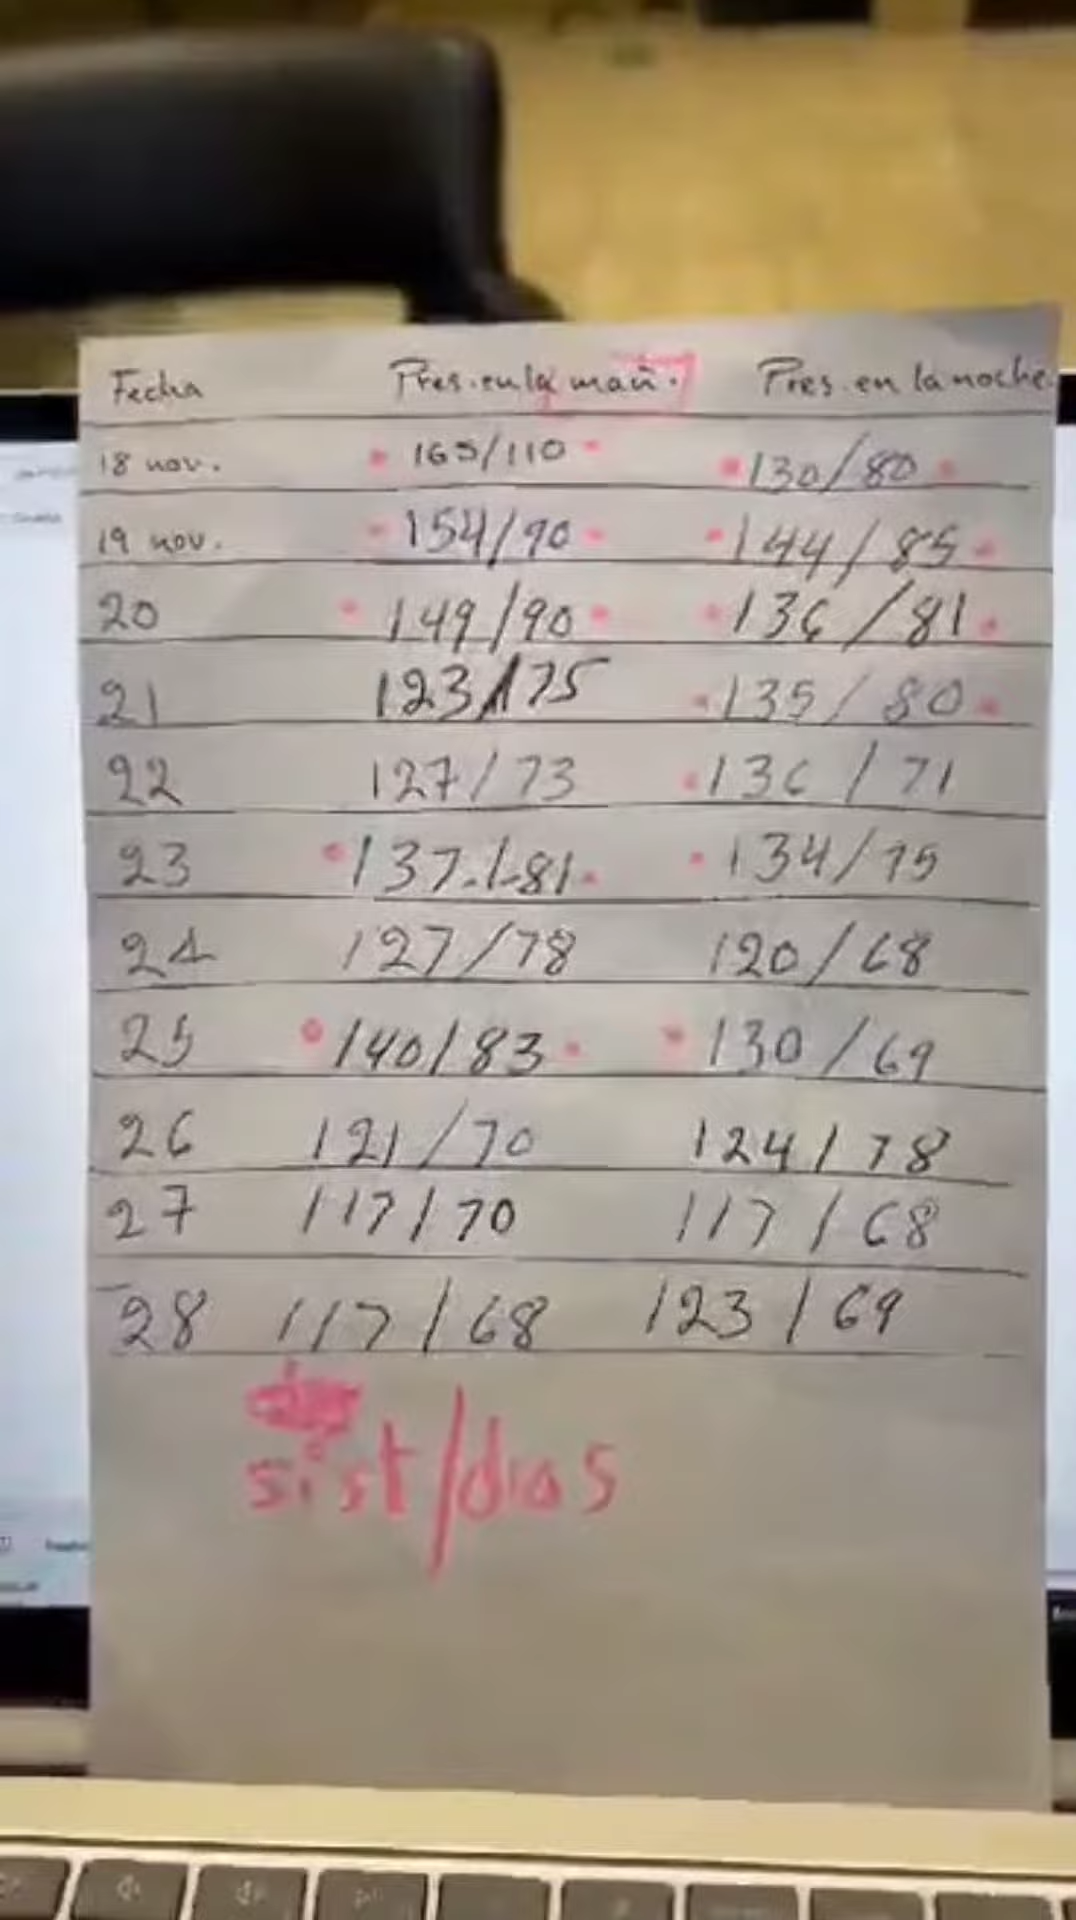 Fecha Pres. en la mañ. Pres. en la noche.
18 nov. 165/110 130/80
19 nov. 154/90 144/85
20 149/90 136/81
21 123/75 135/80
22 127/73 136/71
23 137/81 134/75
24 127/78 120/68
25 140/83 130/69
26 121/70 124/78
27 117/70 117/68
28 117/68 123/69
sist/dias